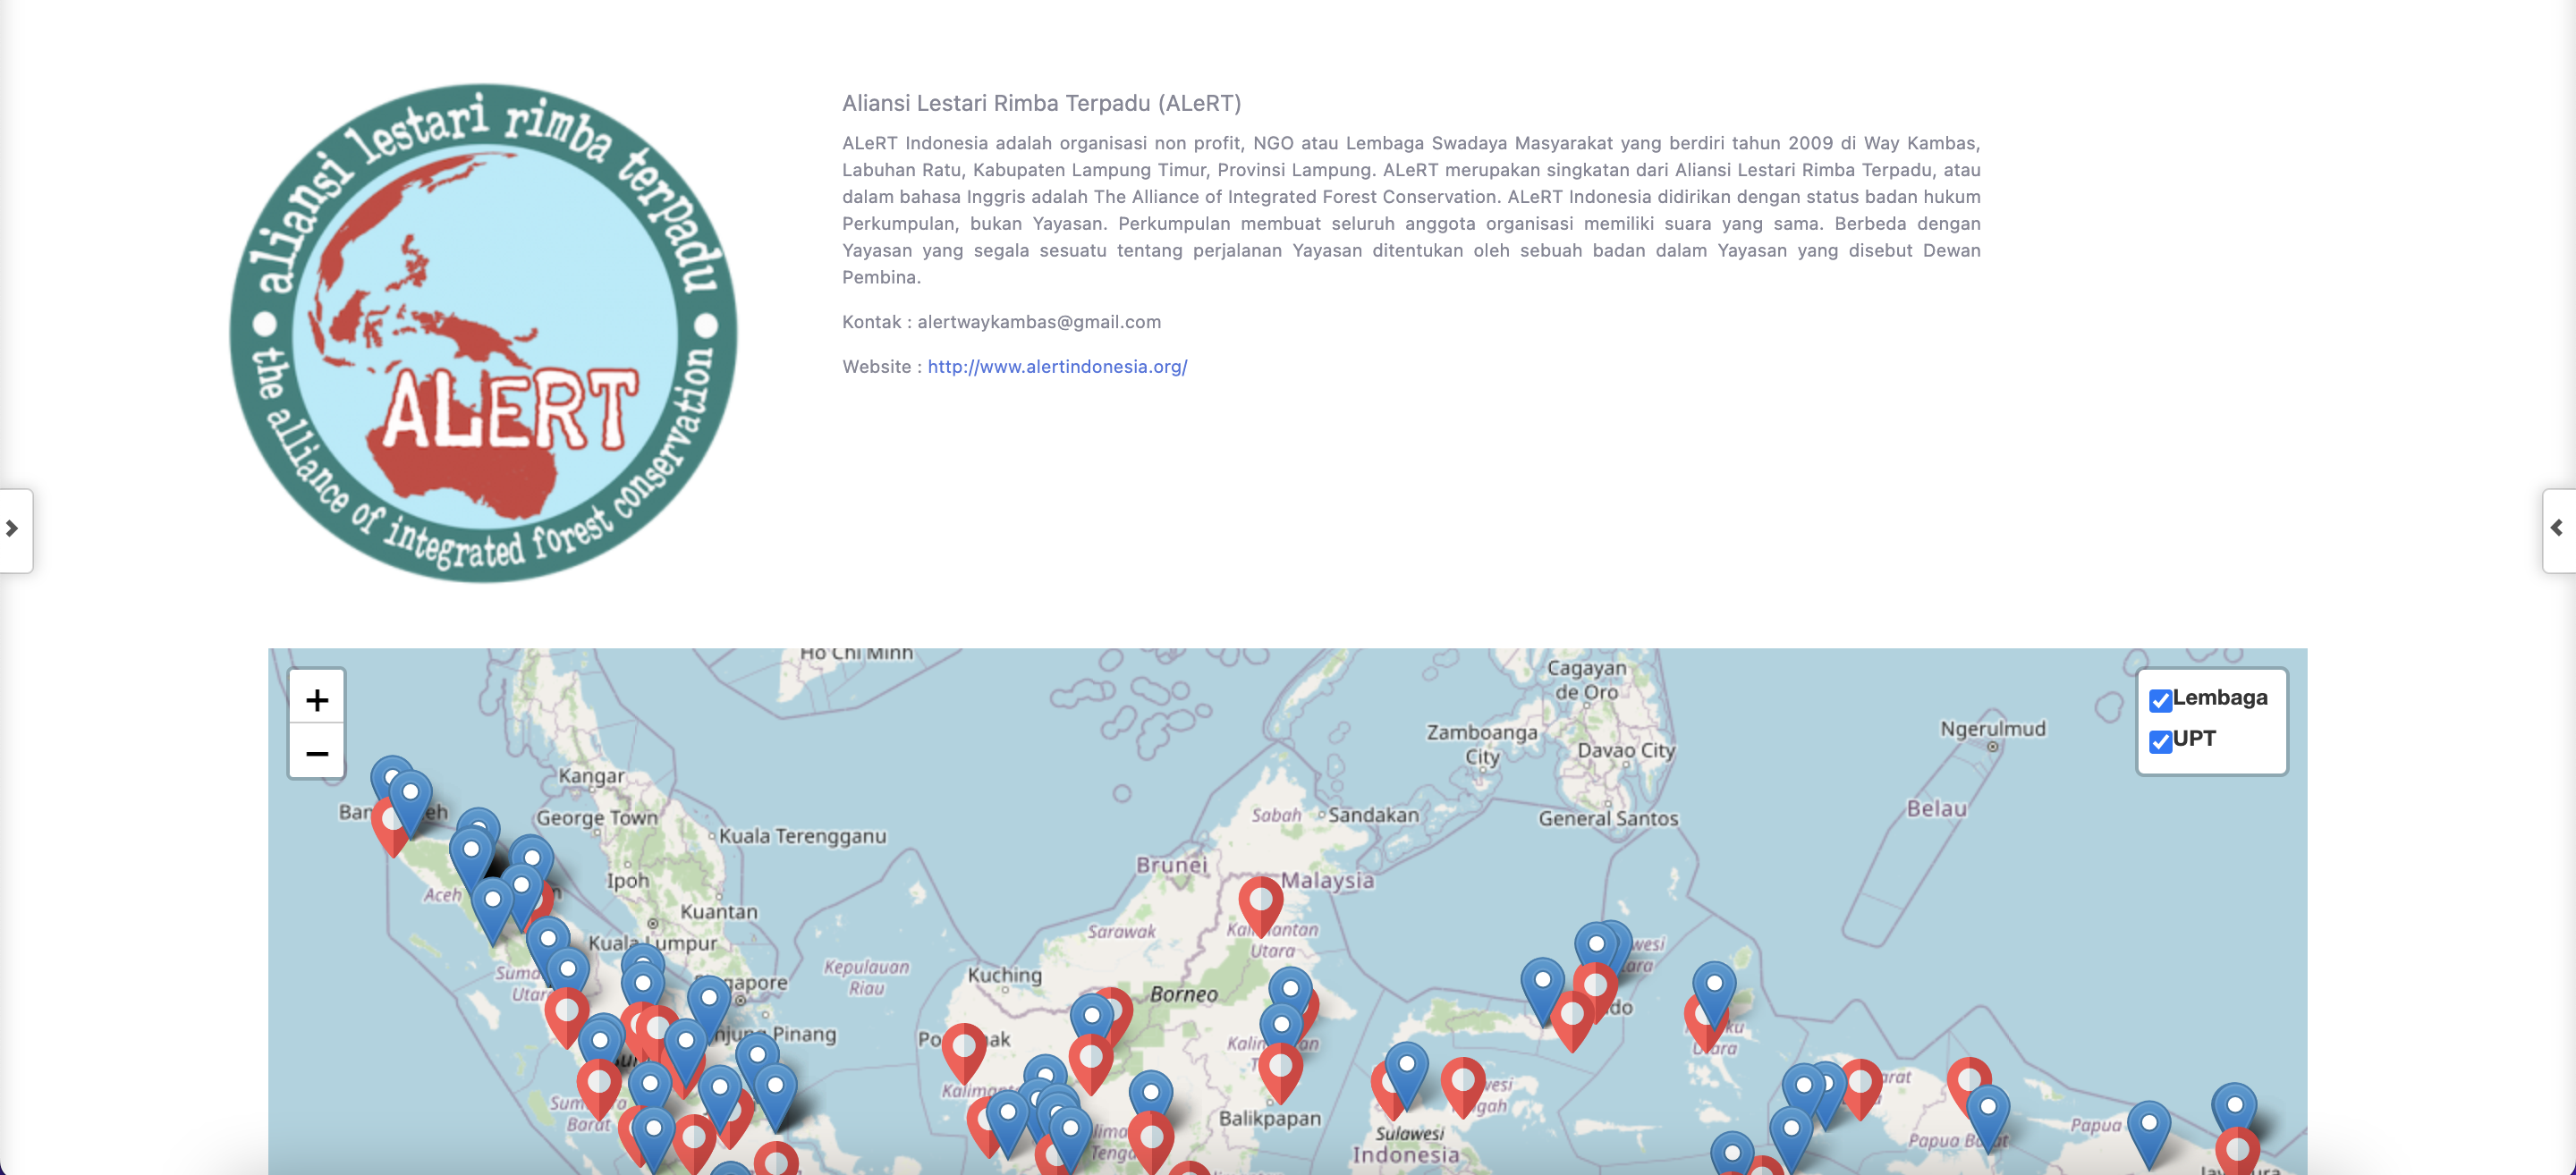 aliansi lestari rimba terpadu
ALERT
the alliance of integrated forest conservation
Aliansi Lestari Rimba Terpadu (ALeRT)
ALeRT Indonesia adalah organisasi non profit, NGO atau Lembaga Swadaya Masyarakat yang berdiri tahun 2009 di Way Kambas,
Labuhan Ratu, Kabupaten Lampung Timur, Provinsi Lampung. ALeRT merupakan singkatan dari Aliansi Lestari Rimba Terpadu, atau
dalam bahasa Inggris adalah The Alliance of Integrated Forest Conservation. ALeRT Indonesia didirikan dengan status badan hukum
Perkumpulan, bukan Yayasan. Perkumpulan membuat seluruh anggota organisasi memiliki suara yang sama. Berbeda dengan
Yayasan yang segala sesuatu tentang perjalanan Yayasan ditentukan oleh sebuah badan dalam Yayasan yang disebut Dewan
Pembina.
Kontak : alertwaykambas@gmail.com
Website : http://www.alertindonesia.org/
+
−
Lembaga
UPT
Ho Chi Minh
Cagayan
de Oro
Zamboanga
City
Davao City
Ngerulmud
Kangar
George Town
Kuala Terengganu
Sabah
Sandakan
General Santos
Belau
Brunei
Malaysia
Ipoh
Aceh
Kuantan
Kuala Lumpur
Sarawak
Utara
Kepulauan
Riau
Kuching
Borneo
Pinang
Utara
Barat
Balikpapan
Sulawesi
Indonesia
Papua